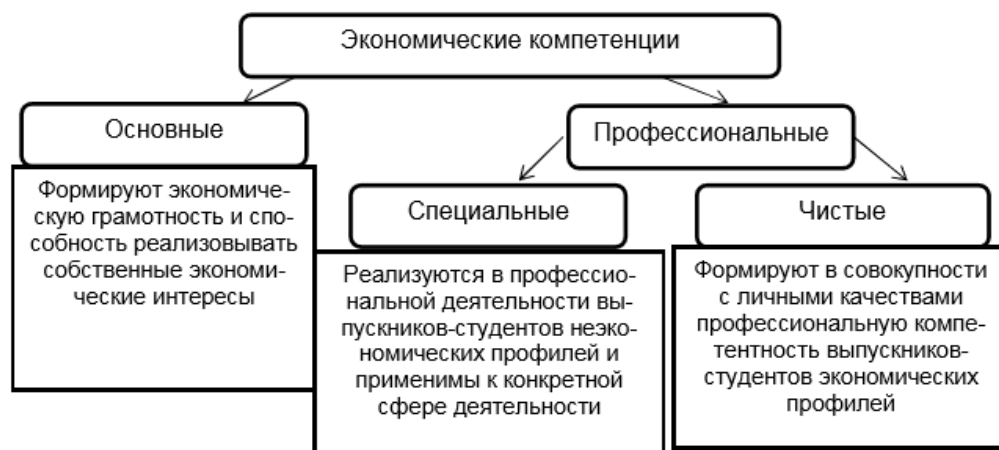 Экономические компетенции
Основные
Профессиональные
Формируют экономиче-
скую грамотность и спо-
собность реализовывать
собственные экономи-
ческие интересы
Специальные
Чистые
Реализуются в профессио-
нальной деятельности вы-
пускников-студентов неэко-
номических профилей и
применимы к конкретной
сфере деятельности
Формируют в совокупности
с личными качествами
профессиональную компе-
тентность выпускников-
студентов экономических
профилей